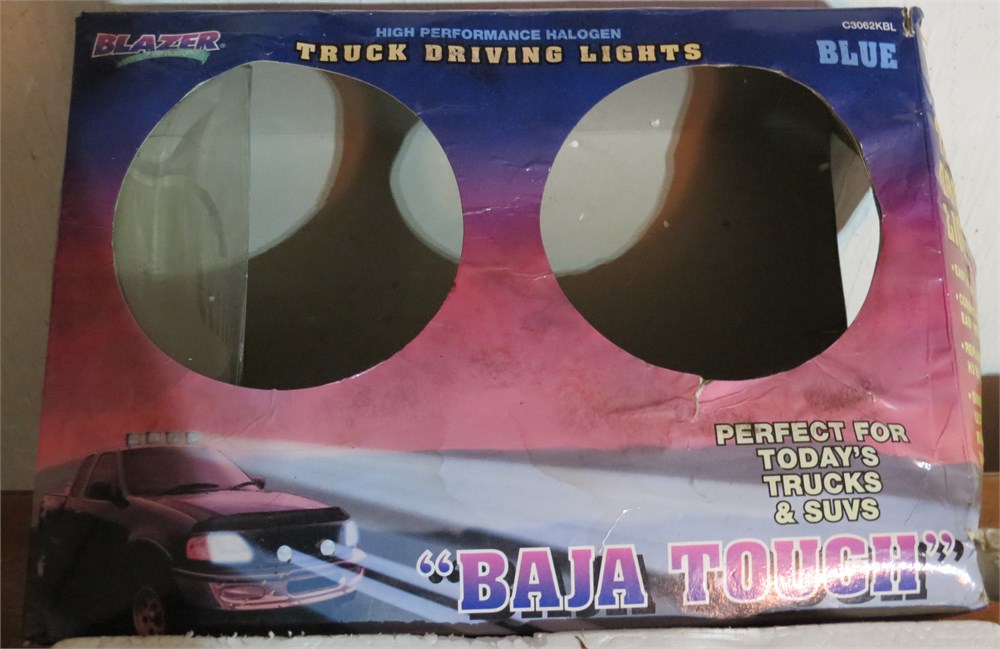 BLAZER®
HIGH PERFORMANCE HALOGEN
TRUCK DRIVING LIGHTS
C3062KBL
BLUE
PERFECT FOR
TODAY'S
TRUCKS
& SUVS
"BAJA TOUGH"